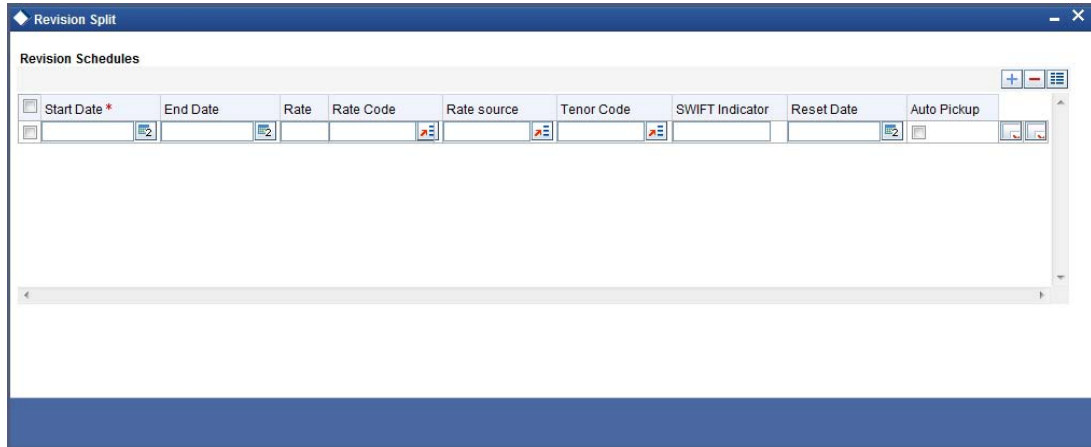 Revision Split
Revision Schedules
Start Date * End Date Rate Rate Code Rate source Tenor Code SWIFT Indicator Reset Date Auto Pickup